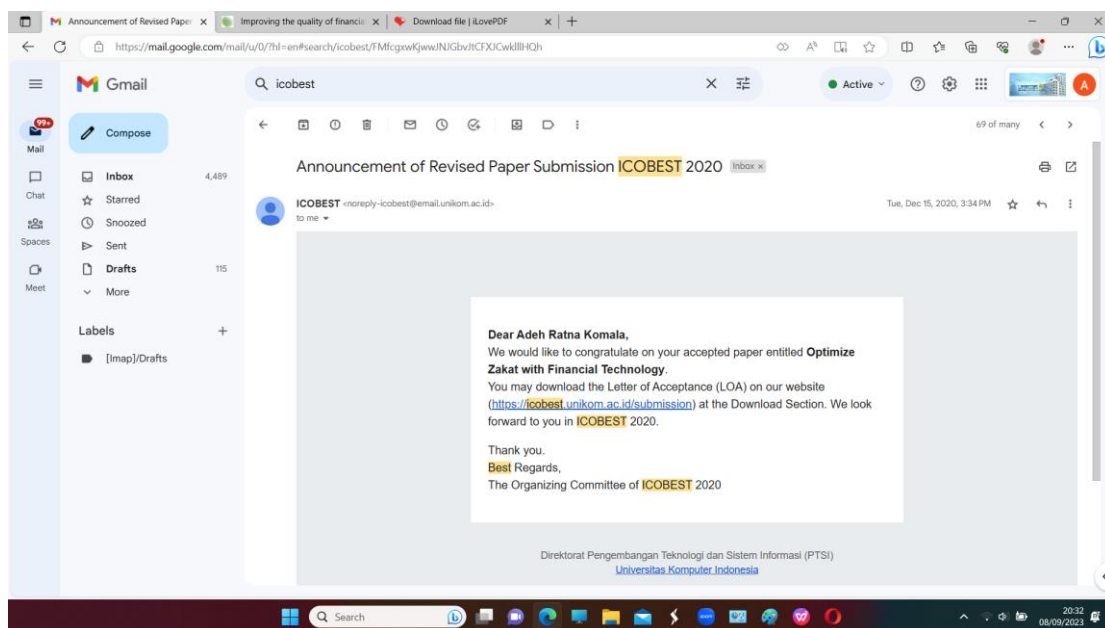 Announcement of Revised Paper
Improving the quality of financia
Download file | iLovePDF
https://mail.google.com/mail/u/0/?hl=en#search/icobest/FMfcgxwKjwwJNJGbvJtCFXJCwklllHQh
Gmail
icobest
Active
A
99+
Mail
Compose
69 of many
Announcement of Revised Paper Submission ICOBEST 2020 Inbox x
Inbox 4,489
Chat
Starred
ICOBEST <noreply-icobest@email.unikom.ac.id>
Tue, Dec 15, 2020, 3:34 PM
to me
Snoozed
Spaces
Sent
Drafts 115
Meet
More
Labels
[Imap]/Drafts
Dear Adeh Ratna Komala,
We would like to congratulate on your accepted paper entitled Optimize
Zakat with Financial Technology.
You may download the Letter of Acceptance (LOA) on our website
(https://icobest.unikom.ac.id/submission) at the Download Section. We look
forward to you in ICOBEST 2020.
Thank you.
Best Regards,
The Organizing Committee of ICOBEST 2020
Direktorat Pengembangan Teknologi dan Sistem Informasi (PTSI)
Universitas Komputer Indonesia
Search
20:32
08/09/2023